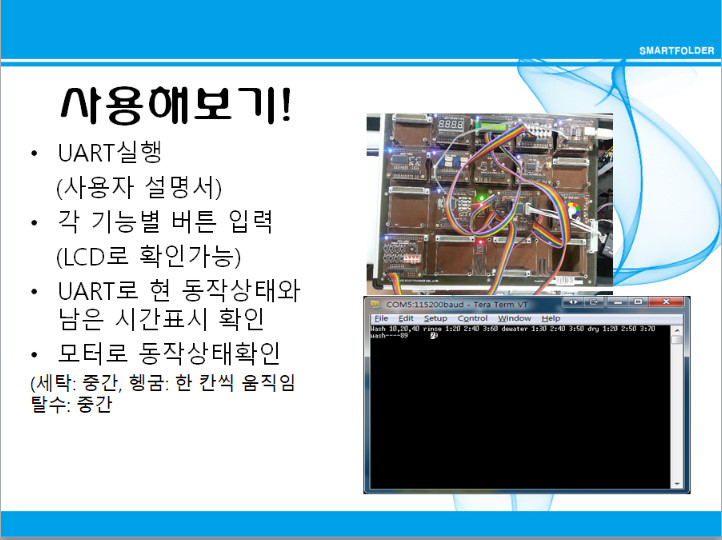 SMARTFOLDER
사용해보기!
• UART실행
(사용자 설명서)
• 각 기능별 버튼 입력
(LCD로 확인가능)
• UART로 현 동작상태와
남은 시간표시 확인
• 모터로 동작상태확인
(세탁: 중간, 헹굼: 한 칸씩 움직임
탈수: 중간
COM5:115200baud - Tera Term VT
File Edit Setup Control Window Help
Wash 10,20,40 rinse 1:20 2:40 3:60 dewater 1:30 2:40 3:50 dry 1:20 2:50 3:70
wash----89